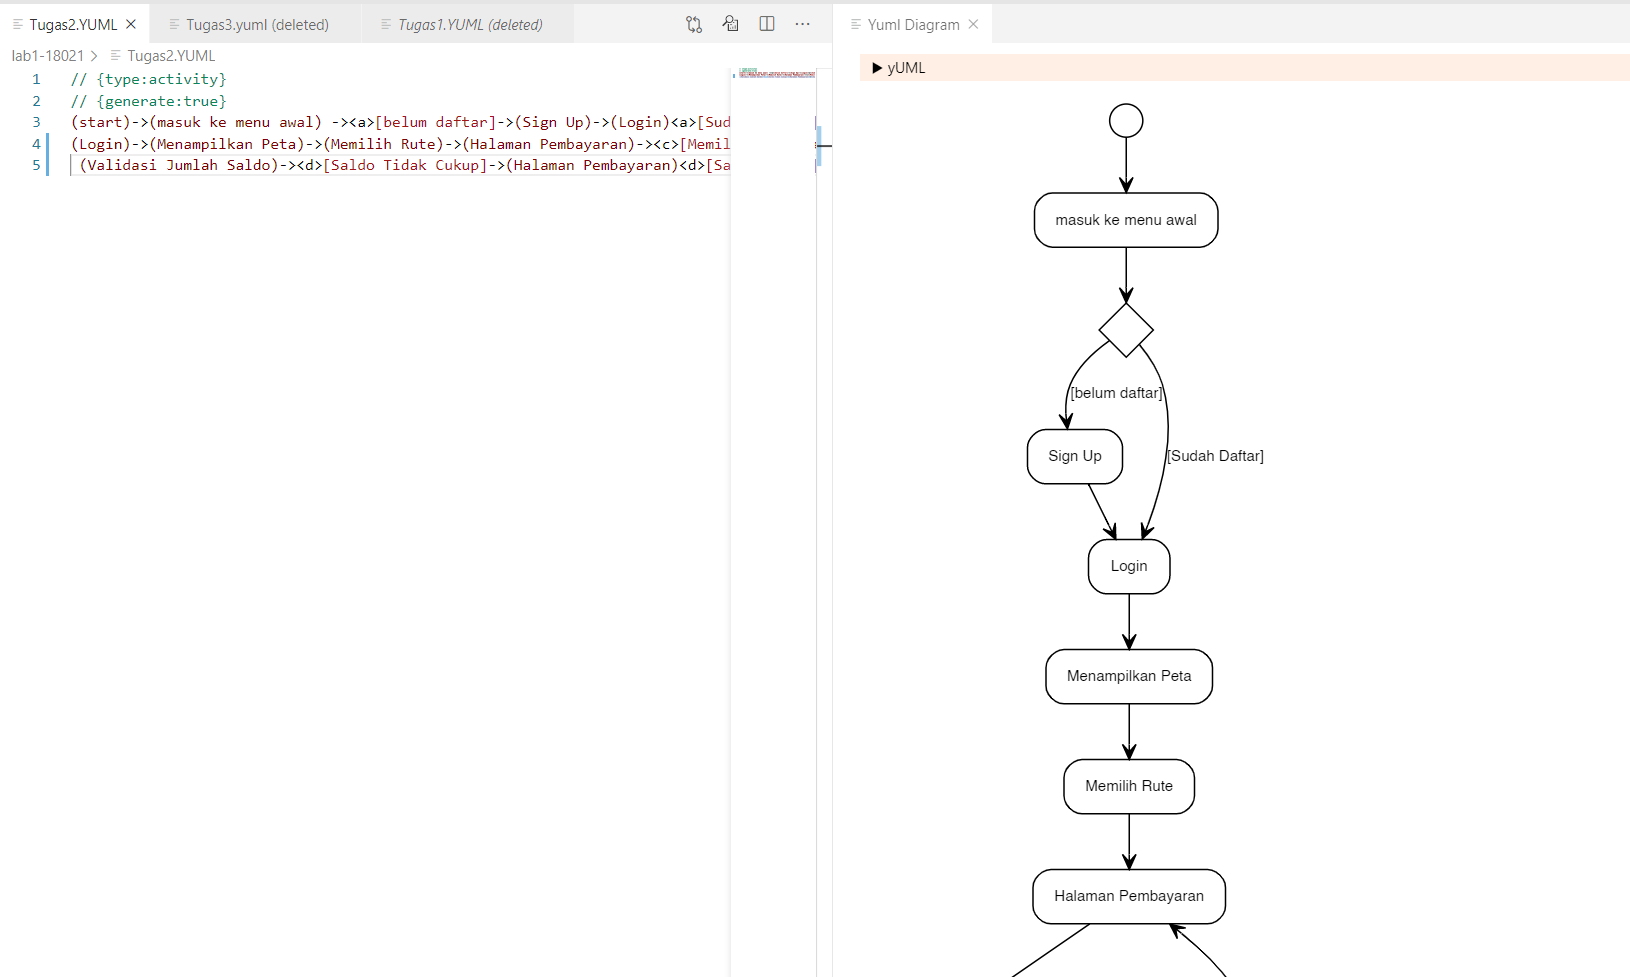 Tugas2.YUML
Tugas3.yuml (deleted)
Tugas1.YUML (deleted)
Yuml Diagram
lab1-18021 > Tugas2.YUML
yUML
1 // {type:activity}
2 // {generate:true}
3 (start)->(masuk ke menu awal) -><a>[belum daftar]->(Sign Up)->(Login)<a>[Sud
4 (Login)->(Menampilkan Peta)->(Memilih Rute)->(Halaman Pembayaran)-><c>[Memil
5 (Validasi Jumlah Saldo)-><d>[Saldo Tidak Cukup]->(Halaman Pembayaran)<d>[Sa
masuk ke menu awal
[belum daftar]
Sign Up
[Sudah Daftar]
Login
Menampilkan Peta
Memilih Rute
Halaman Pembayaran